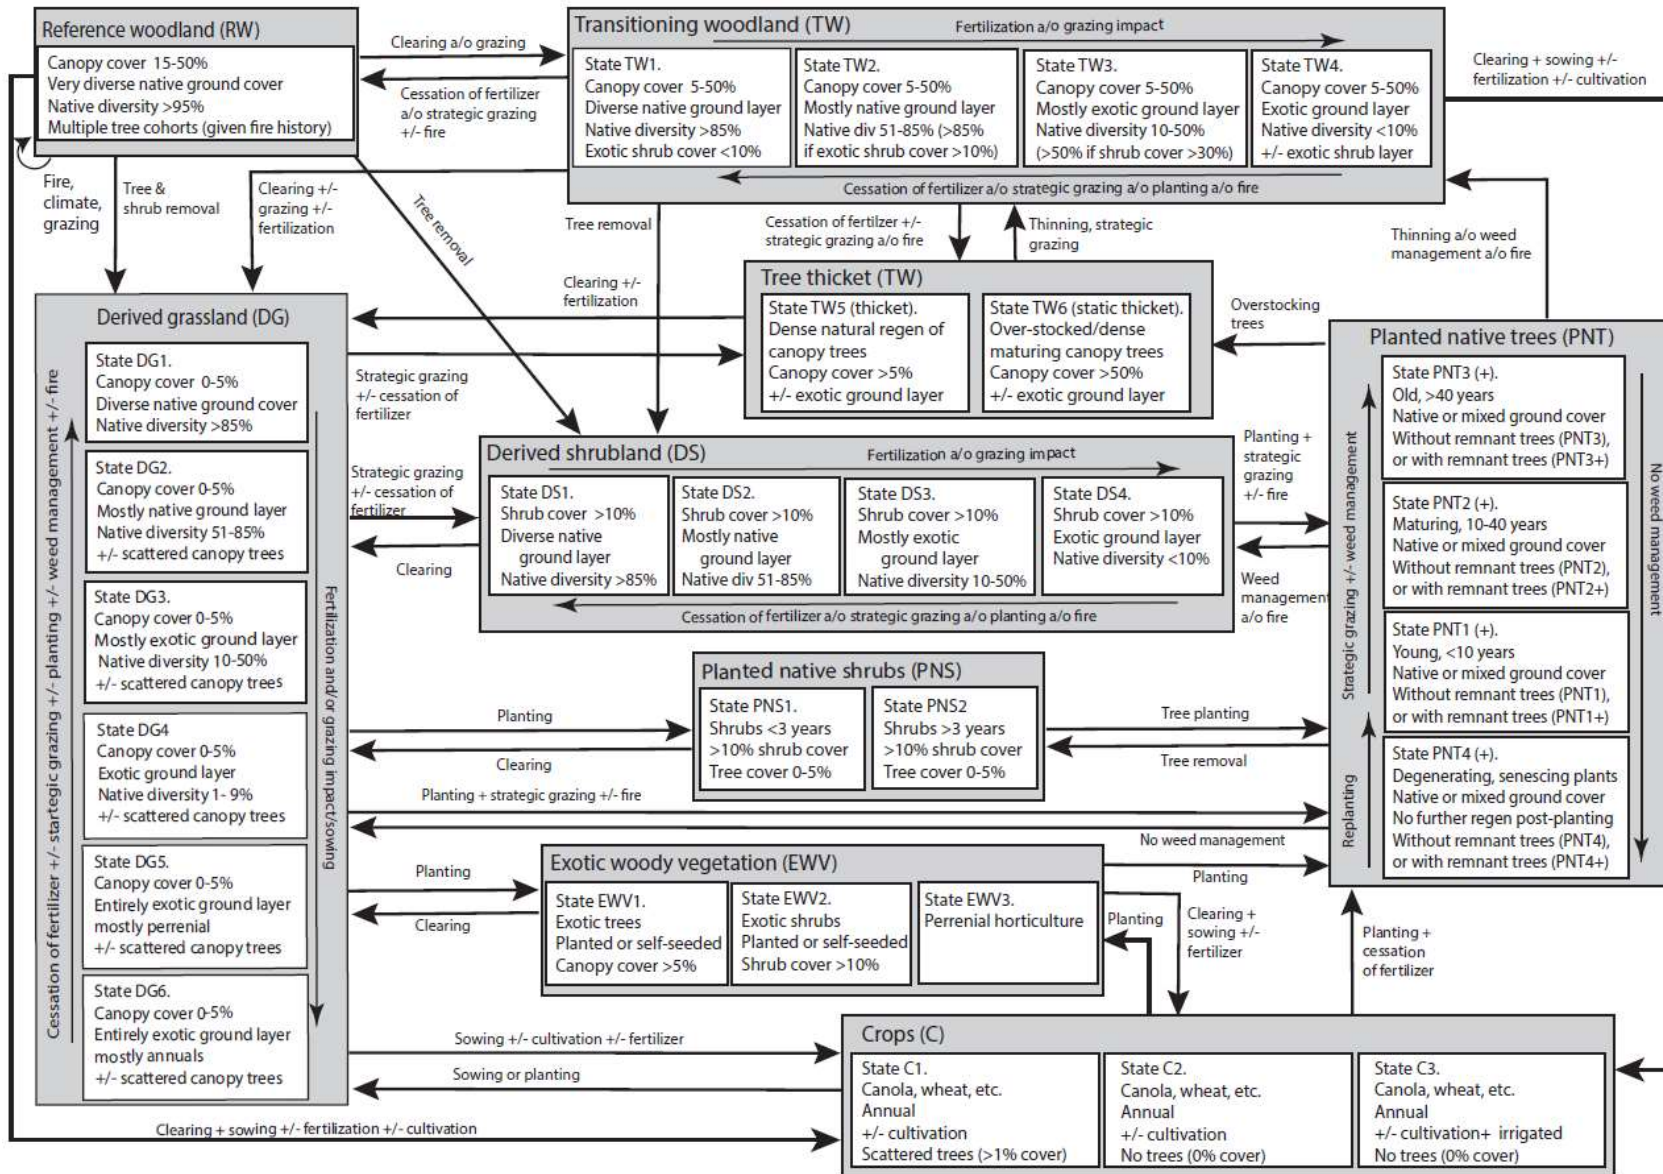 Reference woodland (RW)
Canopy cover 15-50%
Very diverse native ground cover
Native diversity >95%
Multiple tree cohorts (given fire history)
Fire,
climate,
grazing
Clearing a/o grazing
Cessation of fertilizer
a/o strategic grazing
+/- fire
Transitioning woodland (TW)
Fertilization a/o grazing impact
State TW1.
Canopy cover 5-50%
Diverse native ground layer
Native diversity >85%
Exotic shrub cover <10%
State TW2.
Canopy cover 5-50%
Mostly native ground layer
Native div 51-85% (>85%
if exotic shrub cover >10%)
State TW3.
Canopy cover 5-50%
Mostly exotic ground layer
Native diversity 10-50%
(>50% if shrub cover >30%)
State TW4.
Canopy cover 5-50%
Exotic ground layer
Native diversity <10%
+/- exotic shrub layer
Cessation of fertilizer a/o strategic grazing a/o planting a/o fire
Clearing + sowing +/-
fertilization +/- cultivation
Tree &
shrub removal
Clearing +/-
grazing +/-
fertilization
Tree removal
Tree removal
Cessation of fertilzer +/-
strategic grazing a/o fire
Thinning, strategic
grazing
Thinning a/o weed
management a/o fire
Clearing +/-
fertilization
Tree thicket (TW)
State TW5 (thicket).
Dense natural regen of
canopy trees
Canopy cover >5%
+/- exotic ground layer
State TW6 (static thicket).
Over-stocked/dense
maturing canopy trees
Canopy cover >50%
+/- exotic ground layer
Overstocking
trees
Strategic grazing
+/- cessation of
fertilizer
Derived grassland (DG)
Cessation of fertilizer +/- startegic grazing +/- planting +/- weed management +/- fire
State DG1.
Canopy cover 0-5%
Diverse native ground cover
Native diversity >85%
State DG2.
Canopy cover 0-5%
Mostly native ground layer
Native diversity 51-85%
+/- scattered canopy trees
State DG3.
Canopy cover 0-5%
Mostly exotic ground layer
Native diversity 10-50%
+/- scattered canopy trees
State DG4
Canopy cover 0-5%
Exotic ground layer
Native diversity 1- 9%
+/- scattered canopy trees
State DG5.
Canopy cover 0-5%
Entirely exotic ground layer
mostly perrenial
+/- scattered canopy trees
State DG6.
Canopy cover 0-5%
Entirely exotic ground layer
mostly annuals
+/- scattered canopy trees
Fertilization and/or grazing impact/sowing
Strategic grazing
+/- cessation of
fertilizer
Clearing
Derived shrubland (DS)
Fertilization a/o grazing impact
State DS1.
Shrub cover >10%
Diverse native
ground layer
Native diversity >85%
State DS2.
Shrub cover >10%
Mostly native
ground layer
Native div 51-85%
State DS3.
Shrub cover >10%
Mostly exotic
ground layer
Native diversity 10-50%
State DS4.
Shrub cover >10%
Exotic ground layer
Native diversity <10%
Cessation of fertilizer a/o strategic grazing a/o planting a/o fire
Planting +
strategic
grazing
+/- fire
Weed
management
a/o fire
Planted native trees (PNT)
Strategic grazing +/- weed management
Replanting
State PNT3 (+).
Old, >40 years
Native or mixed ground cover
Without remnant trees (PNT3),
or with remnant trees (PNT3+)
State PNT2 (+).
Maturing, 10-40 years
Native or mixed ground cover
Without remnant trees (PNT2),
or with remnant trees (PNT2+)
State PNT1 (+).
Young, <10 years
Native or mixed ground cover
Without remnant trees (PNT1),
or with remnant trees (PNT1+)
State PNT4 (+).
Degenerating, senescing plants
Native or mixed ground cover
No further regen post-planting
Without remnant trees (PNT4),
or with remnant trees (PNT4+)
No weed management
Planting
Clearing
Planted native shrubs (PNS)
State PNS1.
Shrubs <3 years
>10% shrub cover
Tree cover 0-5%
State PNS2
Shrubs >3 years
>10% shrub cover
Tree cover 0-5%
Tree planting
Tree removal
Planting + strategic grazing +/- fire
No weed management
Planting
Clearing
Exotic woody vegetation (EWV)
State EWV1.
Exotic trees
Planted or self-seeded
Canopy cover >5%
State EWV2.
Exotic shrubs
Planted or self-seeded
Shrub cover >10%
State EWV3.
Perrenial horticulture
Planting
Planting
Clearing +
sowing +/-
fertilizer
Planting +
cessation
of fertilizer
Sowing +/- cultivation +/- fertilizer
Sowing or planting
Clearing + sowing +/- fertilization +/- cultivation
Crops (C)
State C1.
Canola, wheat, etc.
Annual
+/- cultivation
Scattered trees (>1% cover)
State C2.
Canola, wheat, etc.
Annual
+/- cultivation
No trees (0% cover)
State C3.
Canola, wheat, etc.
Annual
+/- cultivation+ irrigated
No trees (0% cover)